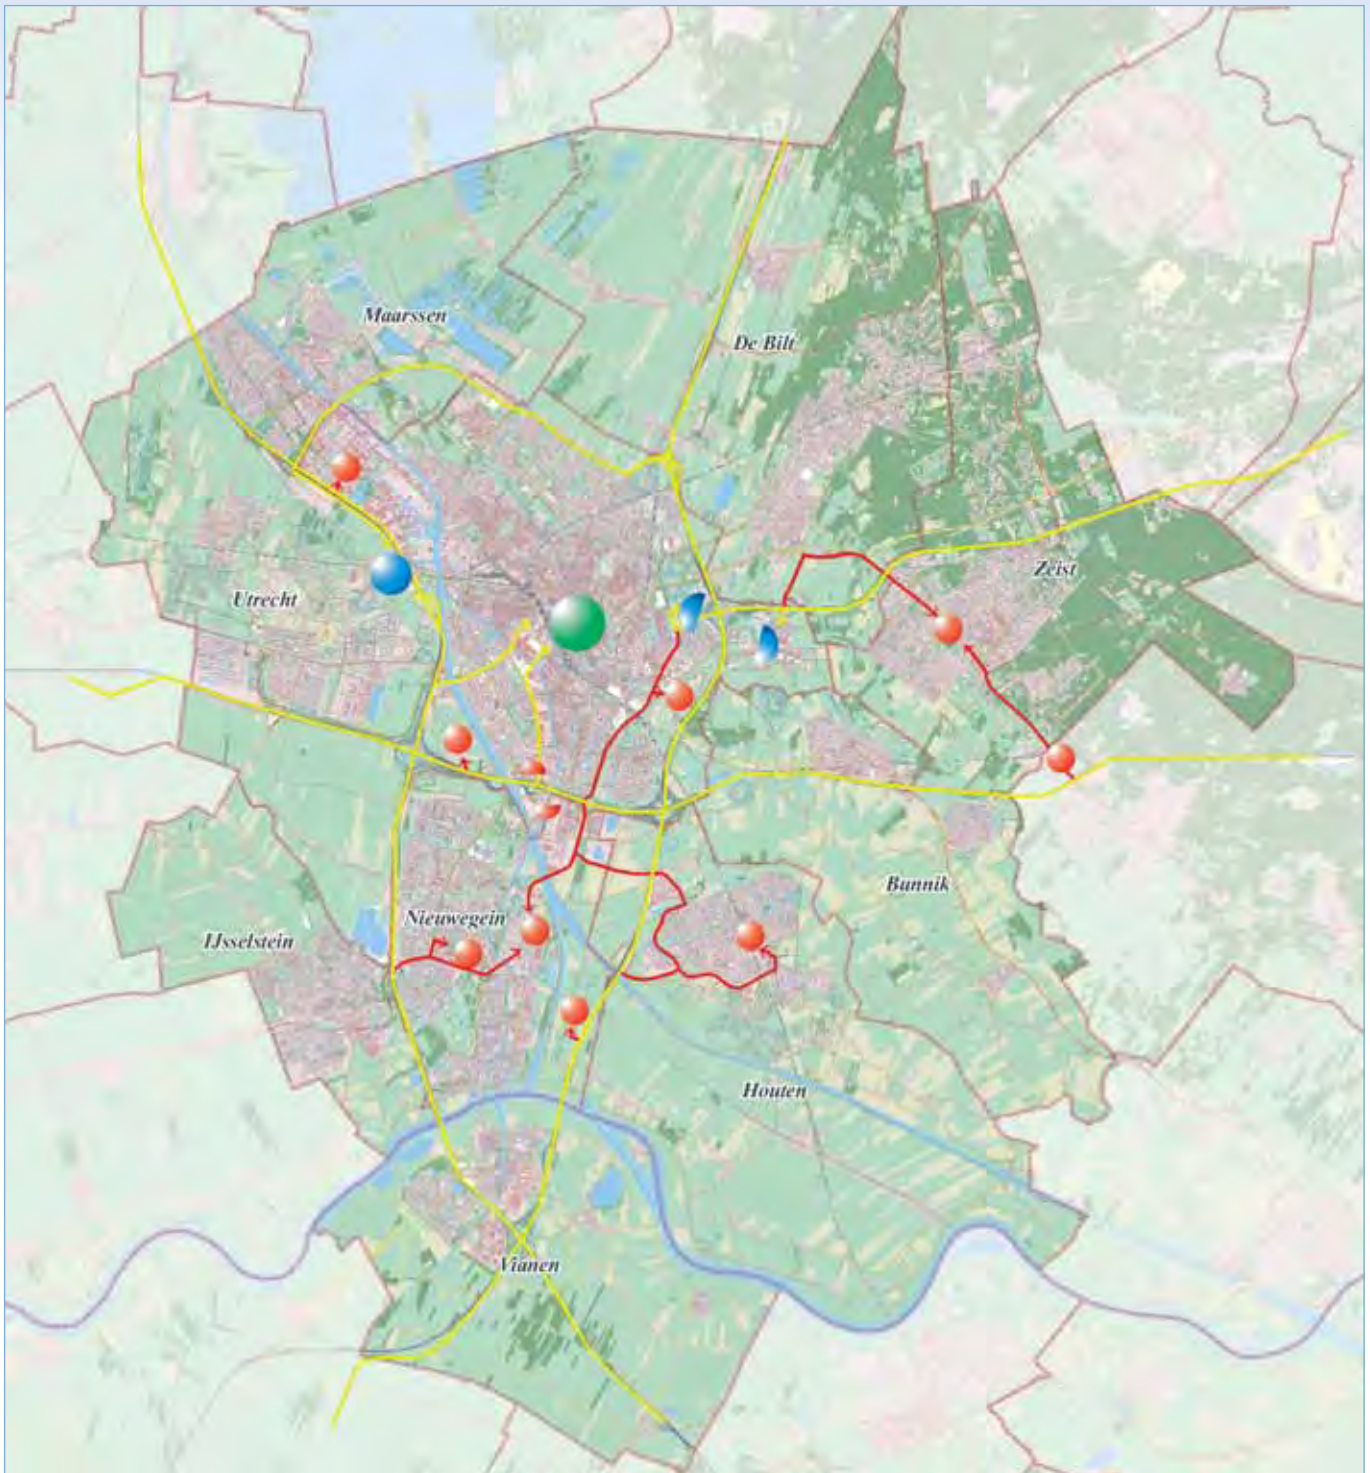 Maarssen
De Bilt
Zeist
Utrecht
Bunnik
Nieuwegein
IJsselstein
Houten
Vianen